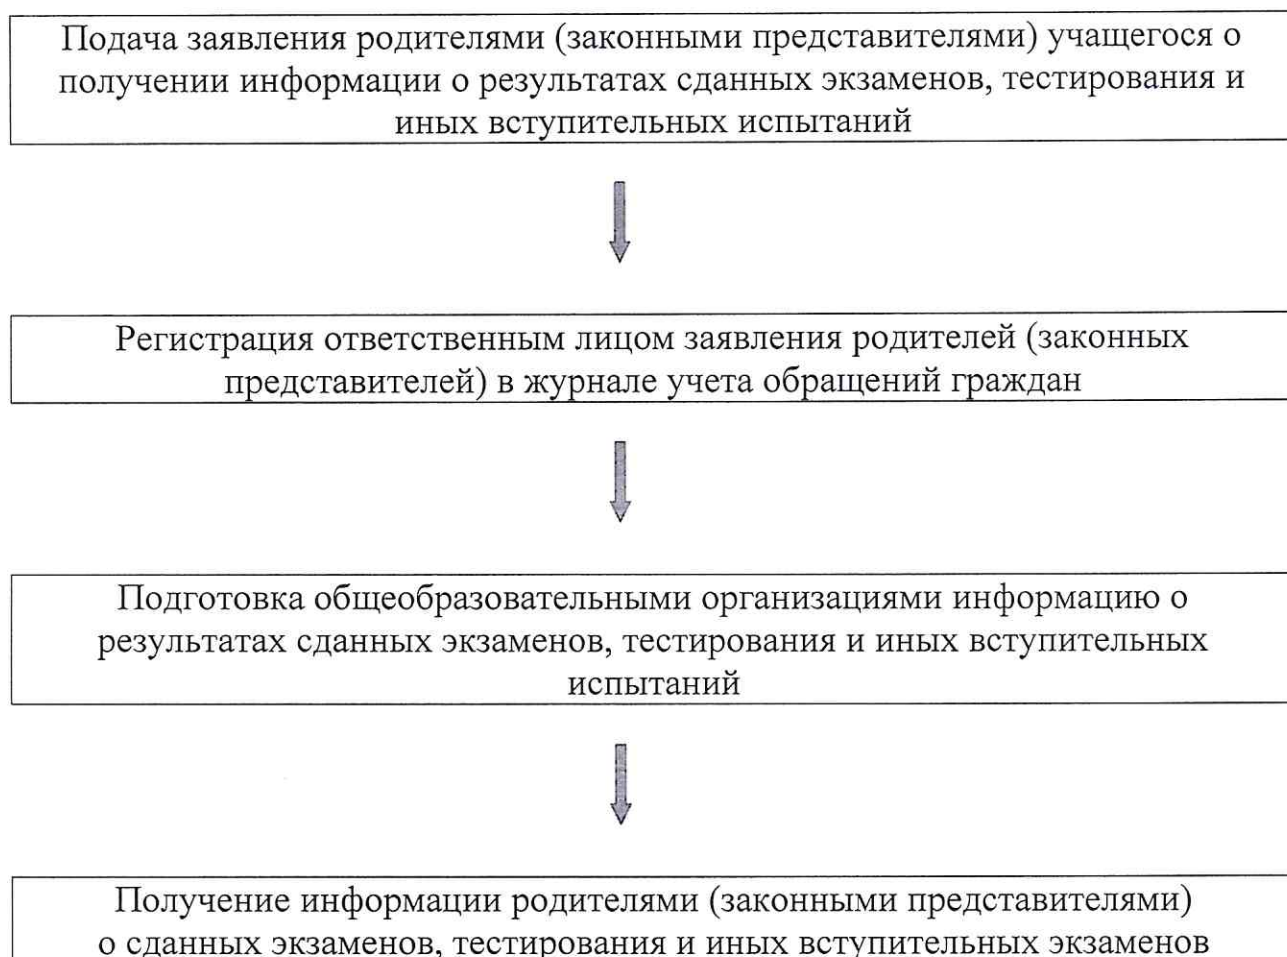 Подача заявления родителями (законными представителями) учащегося о
получении информации о результатах сданных экзаменов, тестирования и
иных вступительных испытаний
Регистрация ответственным лицом заявления родителей (законных
представителей) в журнале учета обращений граждан
Подготовка общеобразовательными организациями информацию о
результатах сданных экзаменов, тестирования и иных вступительных
испытаний
Получение информации родителями (законными представителями)
о сданных экзаменов, тестирования и иных вступительных экзаменов